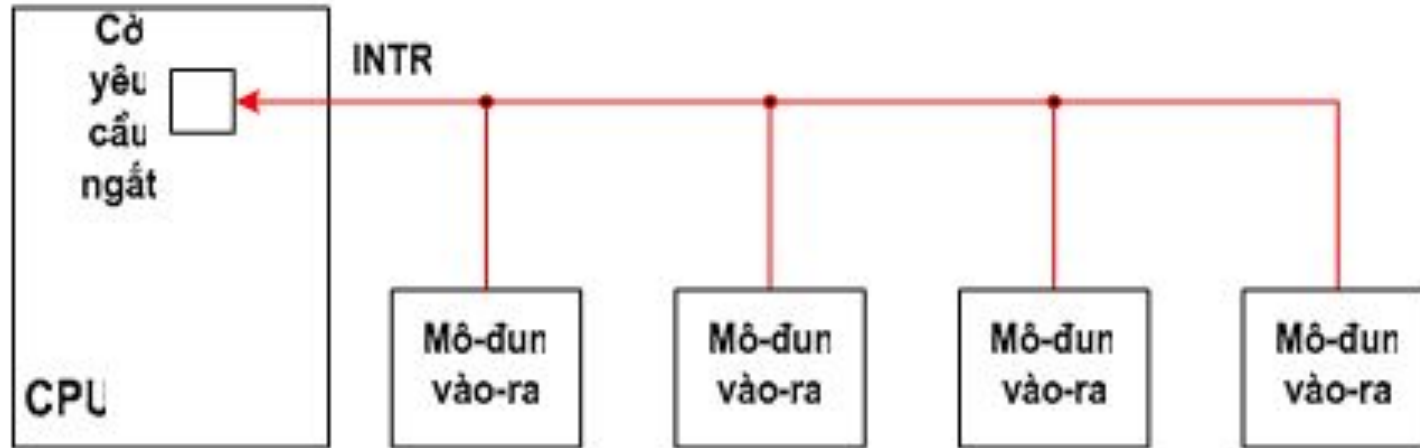 Cờ
yêu
cầu
ngắt
INTR
CPU
Mô-đun
vào-ra
Mô-đun
vào-ra
Mô-đun
vào-ra
Mô-đun
vào-ra